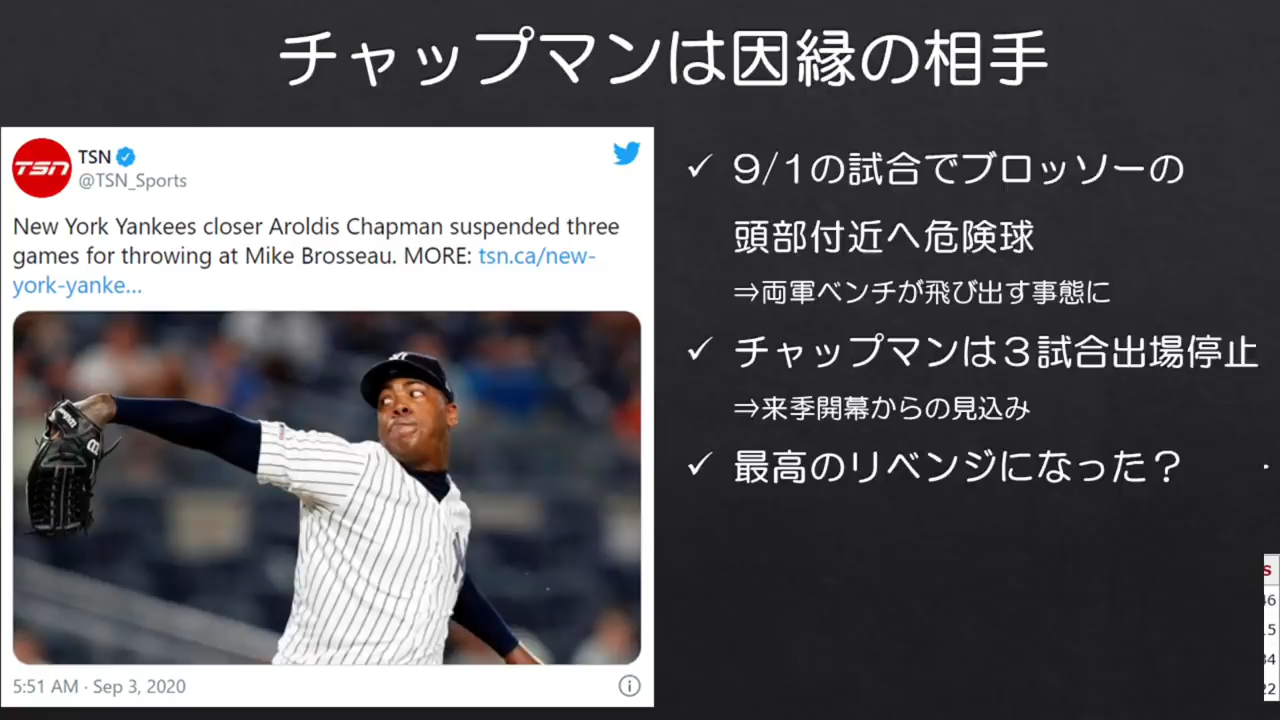 チャップマンは因縁の相手
TSN
TSN
@TSN_Sports
New York Yankees closer Aroldis Chapman suspended three
games for throwing at Mike Brosseau. MORE: tsn.ca/new-
york-yanke...
5:51 AM · Sep 3, 2020
✓ 9/1の試合でブロッソーの
頭部付近へ危険球
⇒両軍ベンチが飛び出す事態に
✓ チャップマンは３試合出場停止
⇒来季開幕からの見込み
✓ 最高のリベンジになった？